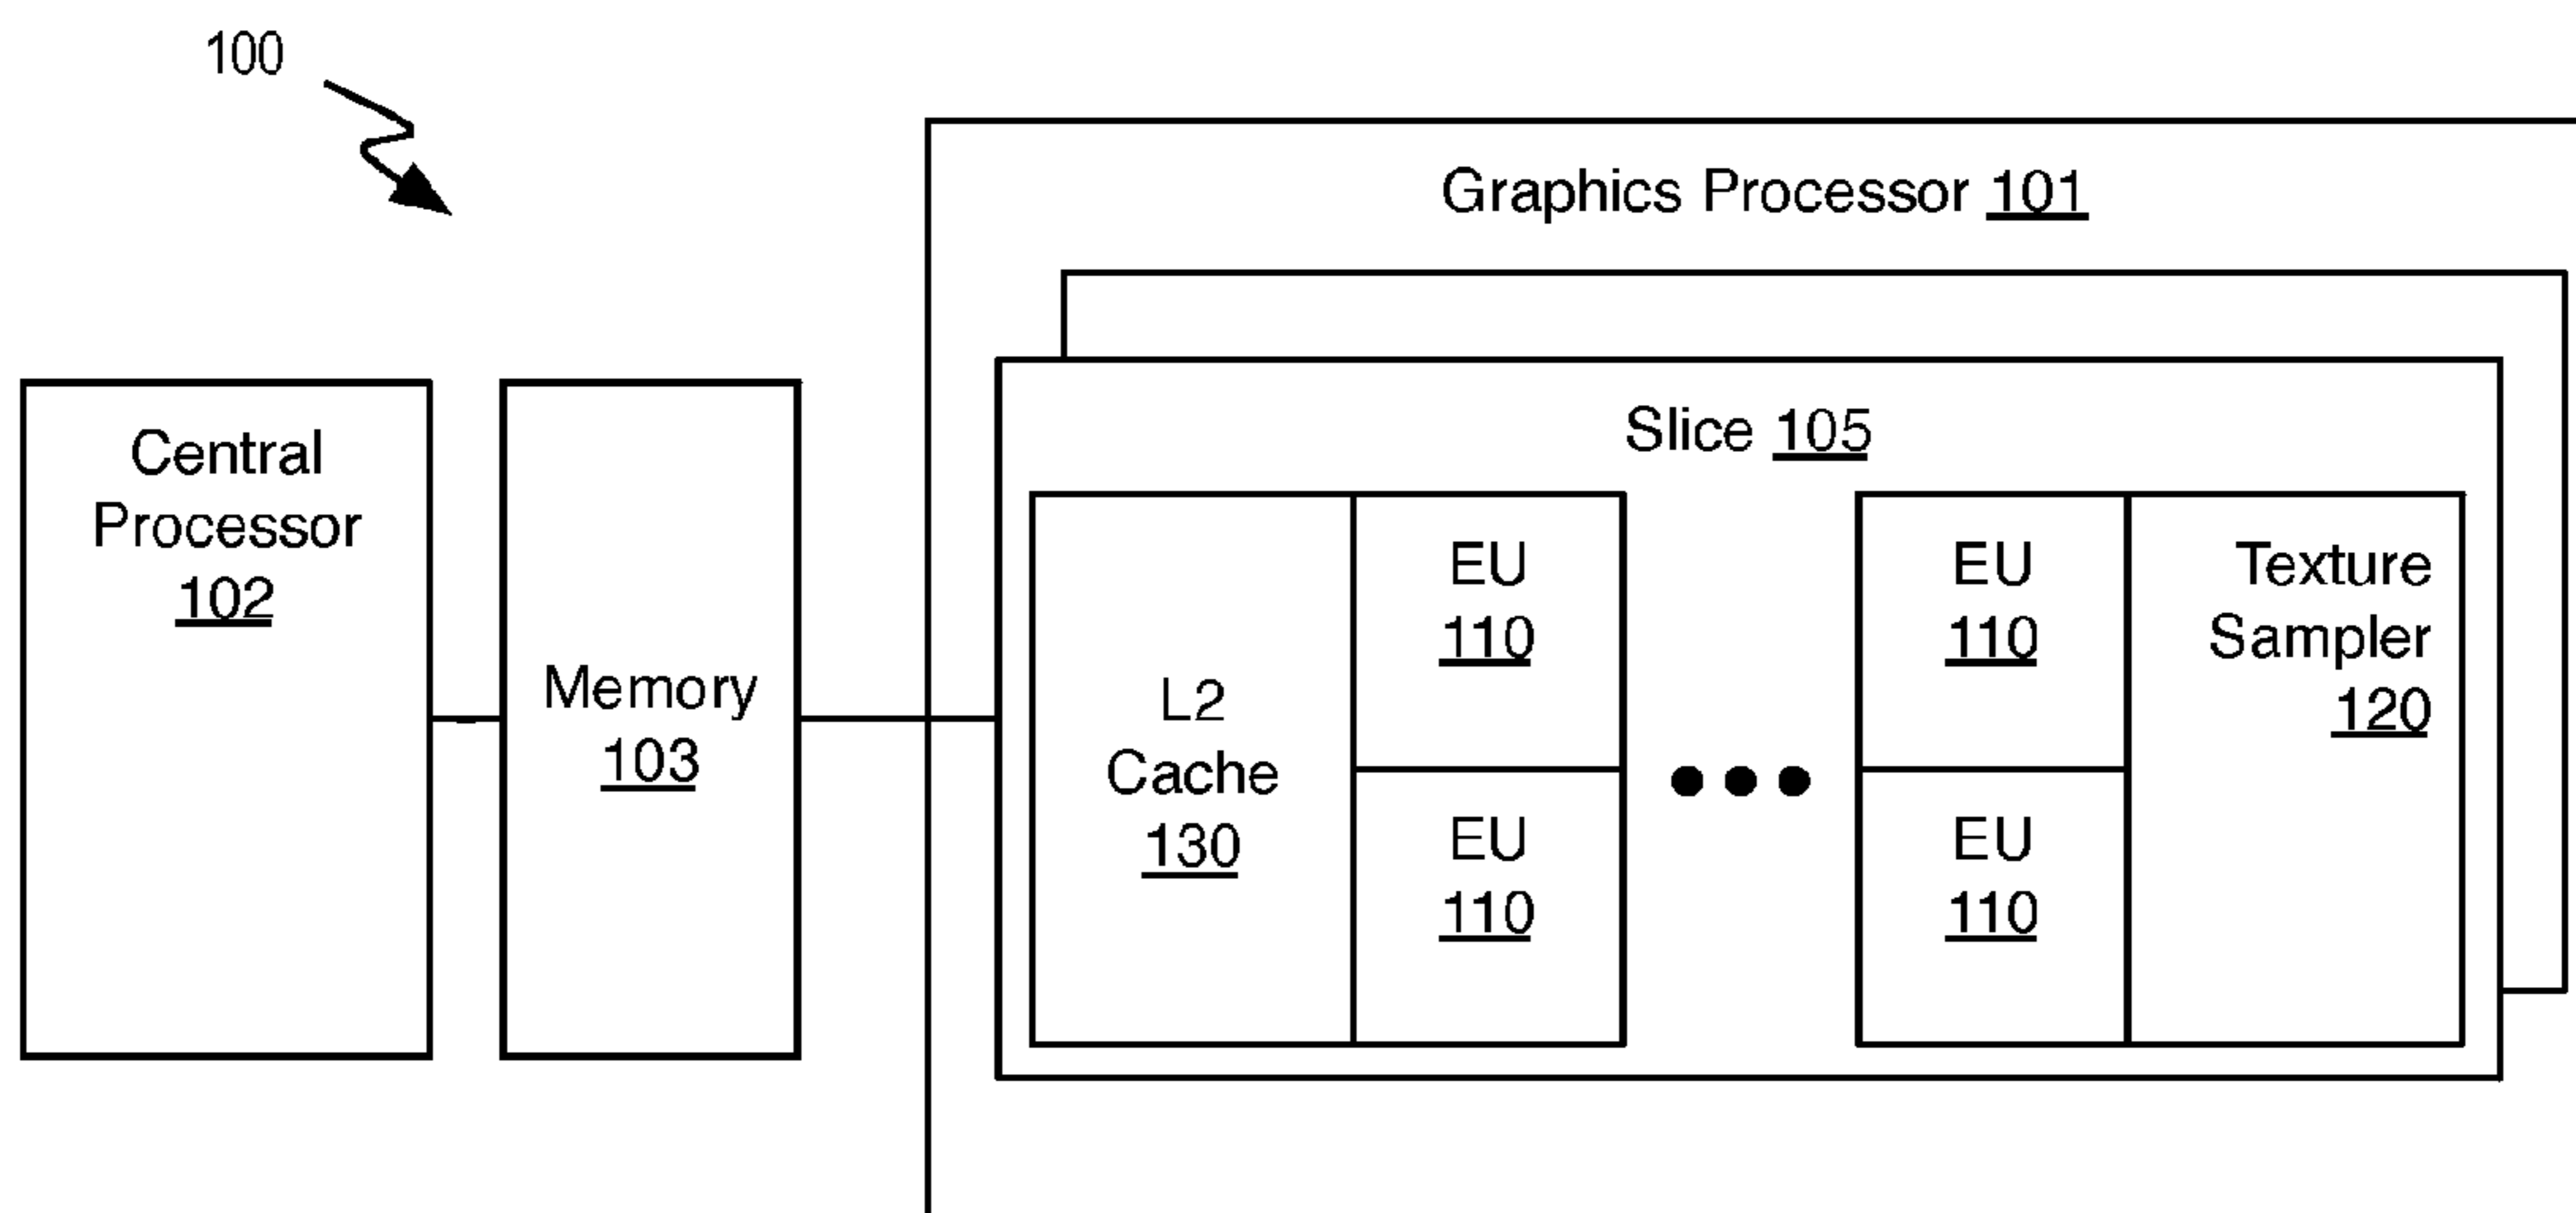 100
Graphics Processor 101
Slice 105
Central
Processor
102
Memory
103
L2
Cache
130
EU
110
EU
110
EU
110
EU
110
Texture
Sampler
120